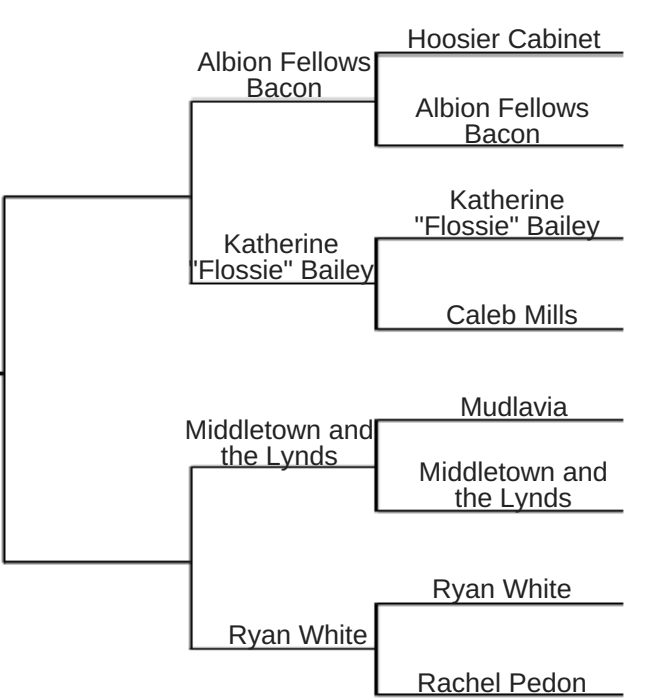 Hoosier Cabinet
Albion Fellows
Bacon
Albion Fellows
Bacon
Katherine
"Flossie" Bailey
Katherine
"Flossie" Bailey
Caleb Mills
Mudlavia
Middletown and
the Lynds
Middletown and
the Lynds
Ryan White
Ryan White
Rachel Pedon